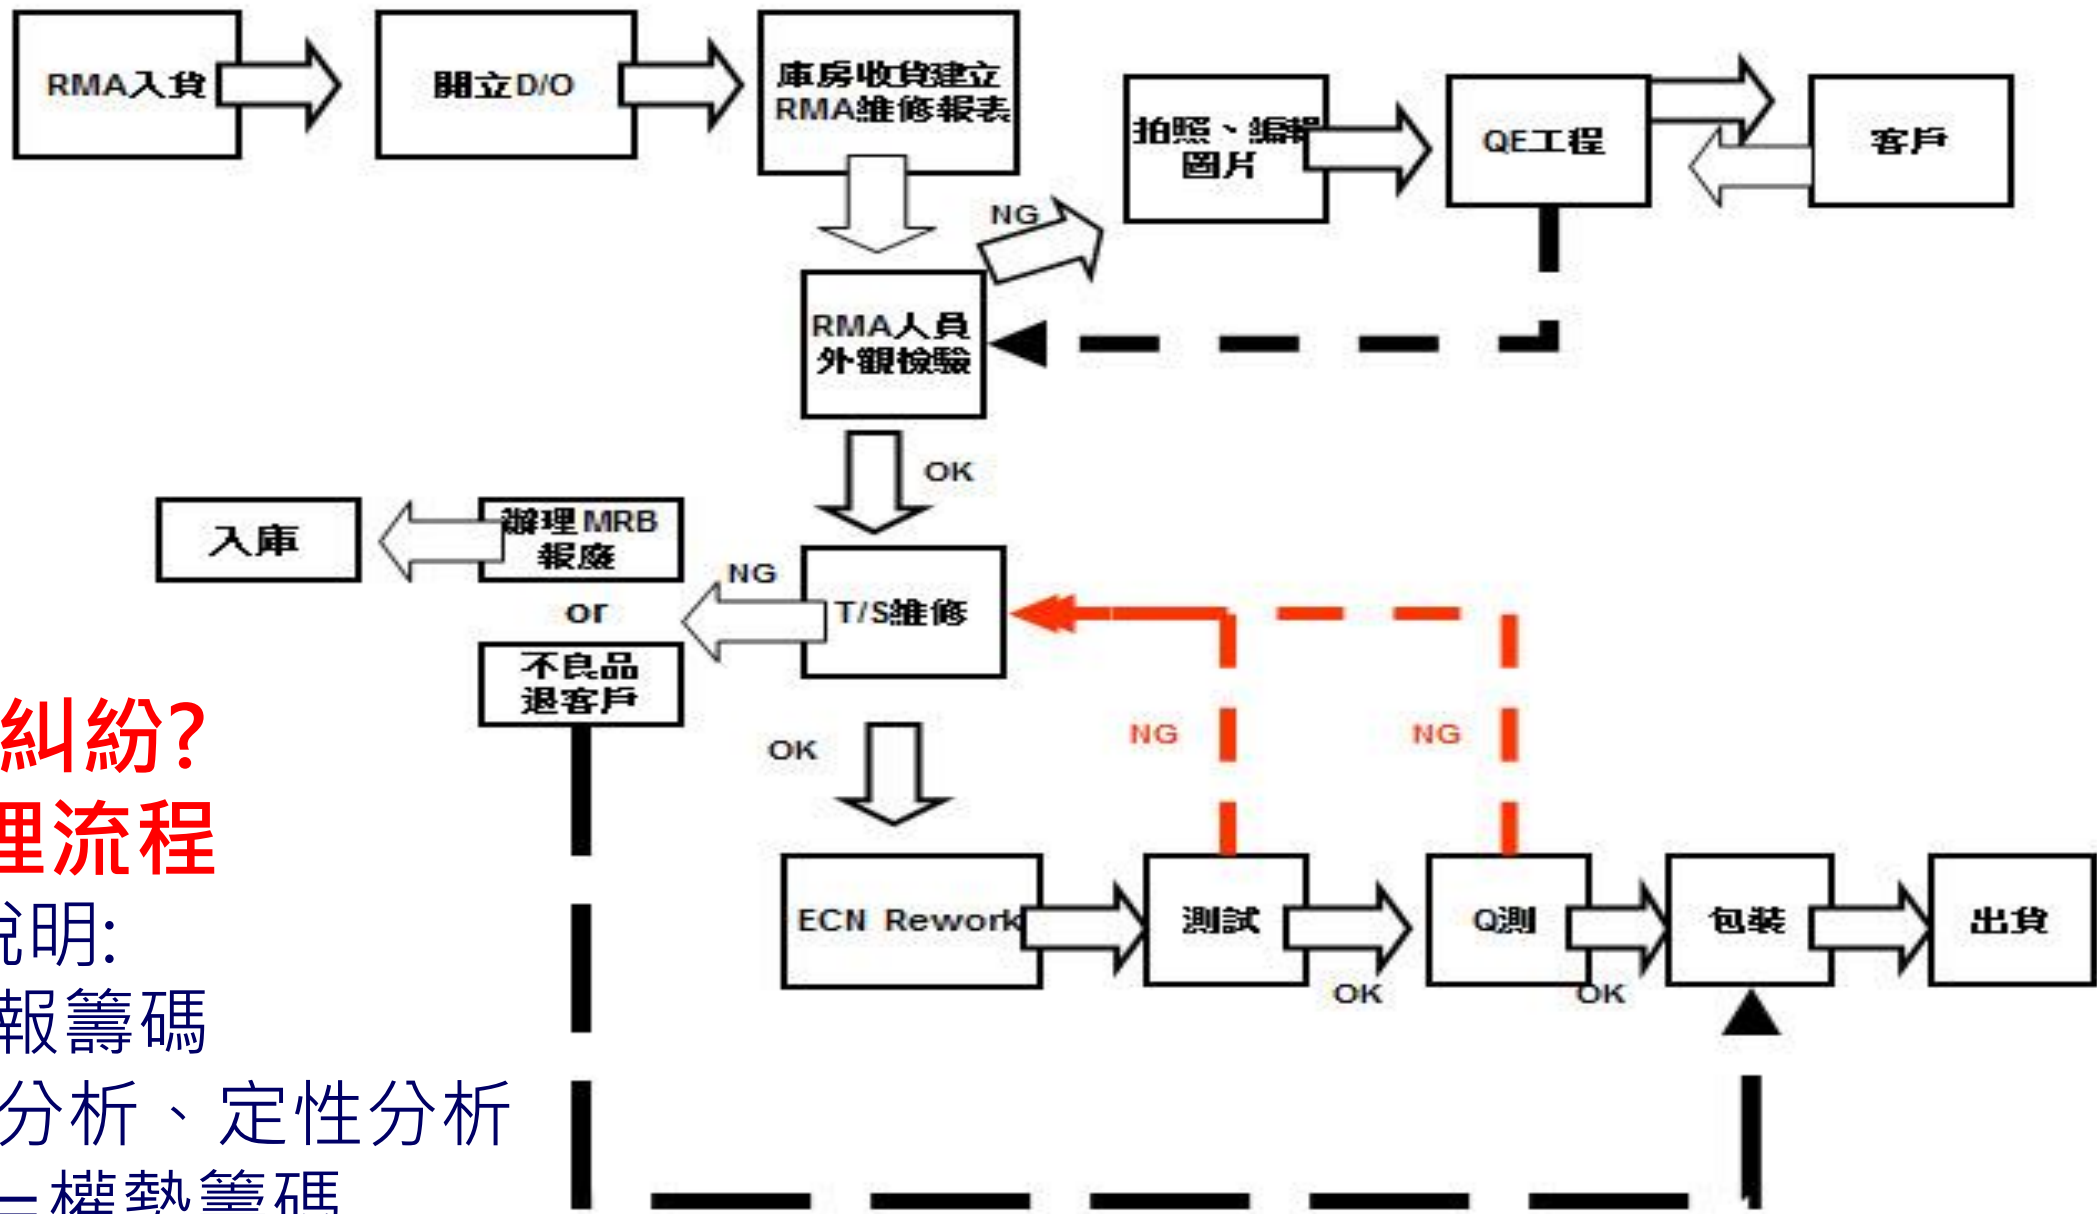 RMA入貨
開立D/O
庫房收貨建立
RMA維修報表
拍照、編輯
圖片
QE工程
客戶
NG
RMA人員
外觀檢驗
OK
入庫
辦理MRB
報廢
NG
T/S維修
or
不良品
退客戶
OK
NG
NG
ECN Rework
測試
OK
Q測
OK
包裝
出貨
糾紛?
理流程
說明:
報籌碼
分析、定性分析
=權勢籌碼